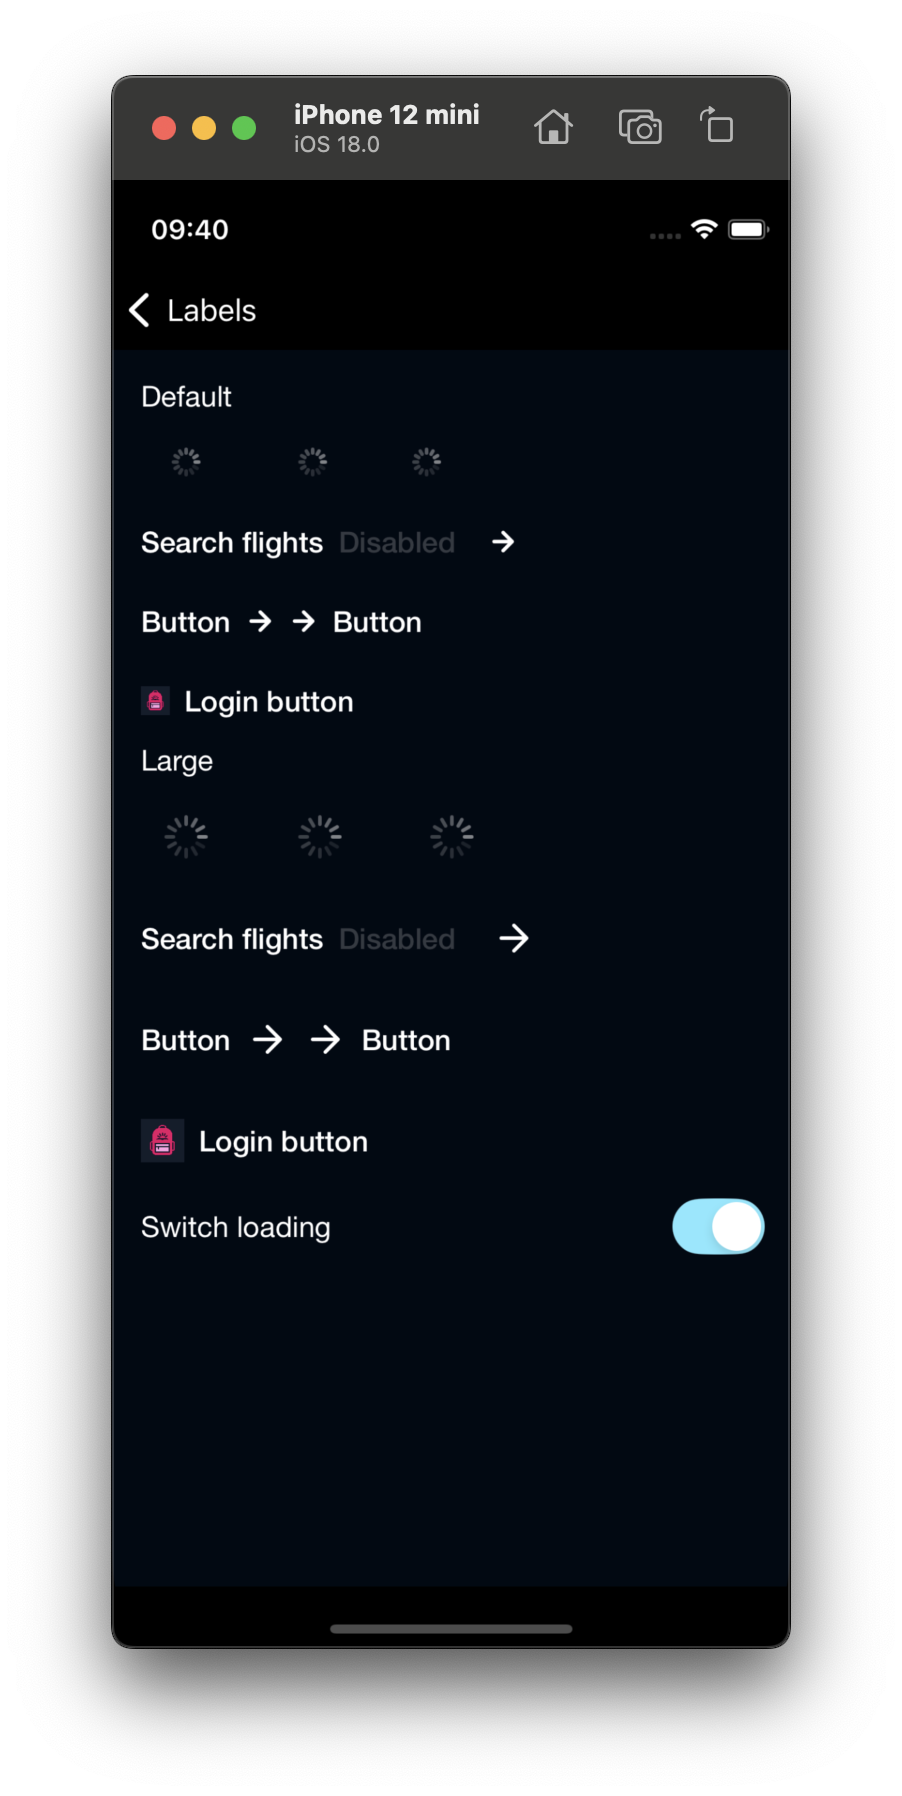 iPhone 12 mini
iOS 18.0
09:40
Labels
Default
Search flights Disabled
Button Button
Login button
Large
Search flights Disabled
Button Button
Login button
Switch loading